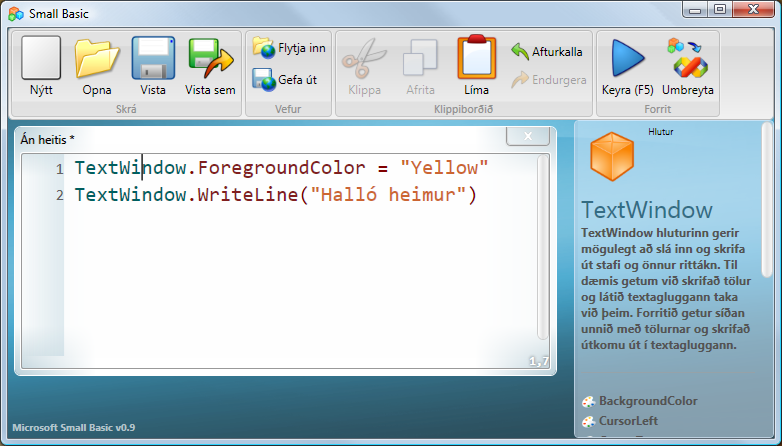 Small Basic
Nýtt
Opna
Vista
Vista sem
Skrá
Flytja inn
Gefa út
Vefur
Klippa
Afrita
Líma
Afturkalla
Endurgera
Klippiborðið
Keyra (F5)
Umbreyta
Forrit
Án heitis *
x
1 TextWindow.ForegroundColor = "Yellow"
2 TextWindow.WriteLine("Halló heimur")
1,7
Microsoft Small Basic v0.9
Hlutur
TextWindow
TextWindow hluturinn gerir
mögulegt að slá inn og skrifa
út stafi og önnur rittákn. Til
dæmis getum við skrifað tölur
og látið textagluggann taka
við þeim. Forritið getur síðan
unnið með tölurnar og skrifað
útkomu út í textagluggann.
BackgroundColor
CursorLeft